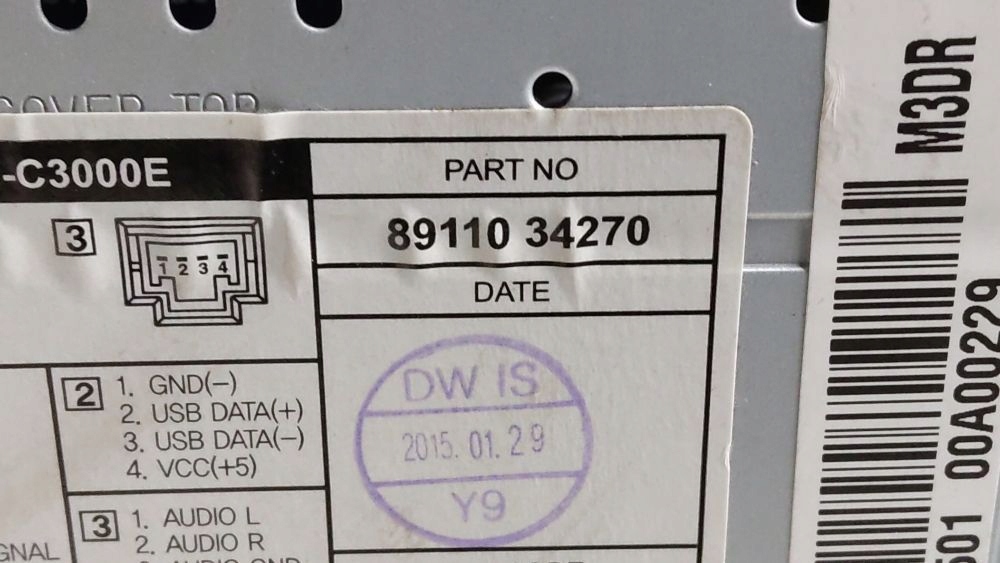 COVER TOP
-C3000E
PART NO
89110 34270
DATE
DW IS
2015. 01. 29
Y9
3
1 2 3 4
2
1. GND(-)
2. USB DATA(+)
3. USB DATA(-)
4. VCC(+5)
3
1. AUDIO L
2. AUDIO R
GNAL
M3DR
501 00A00229